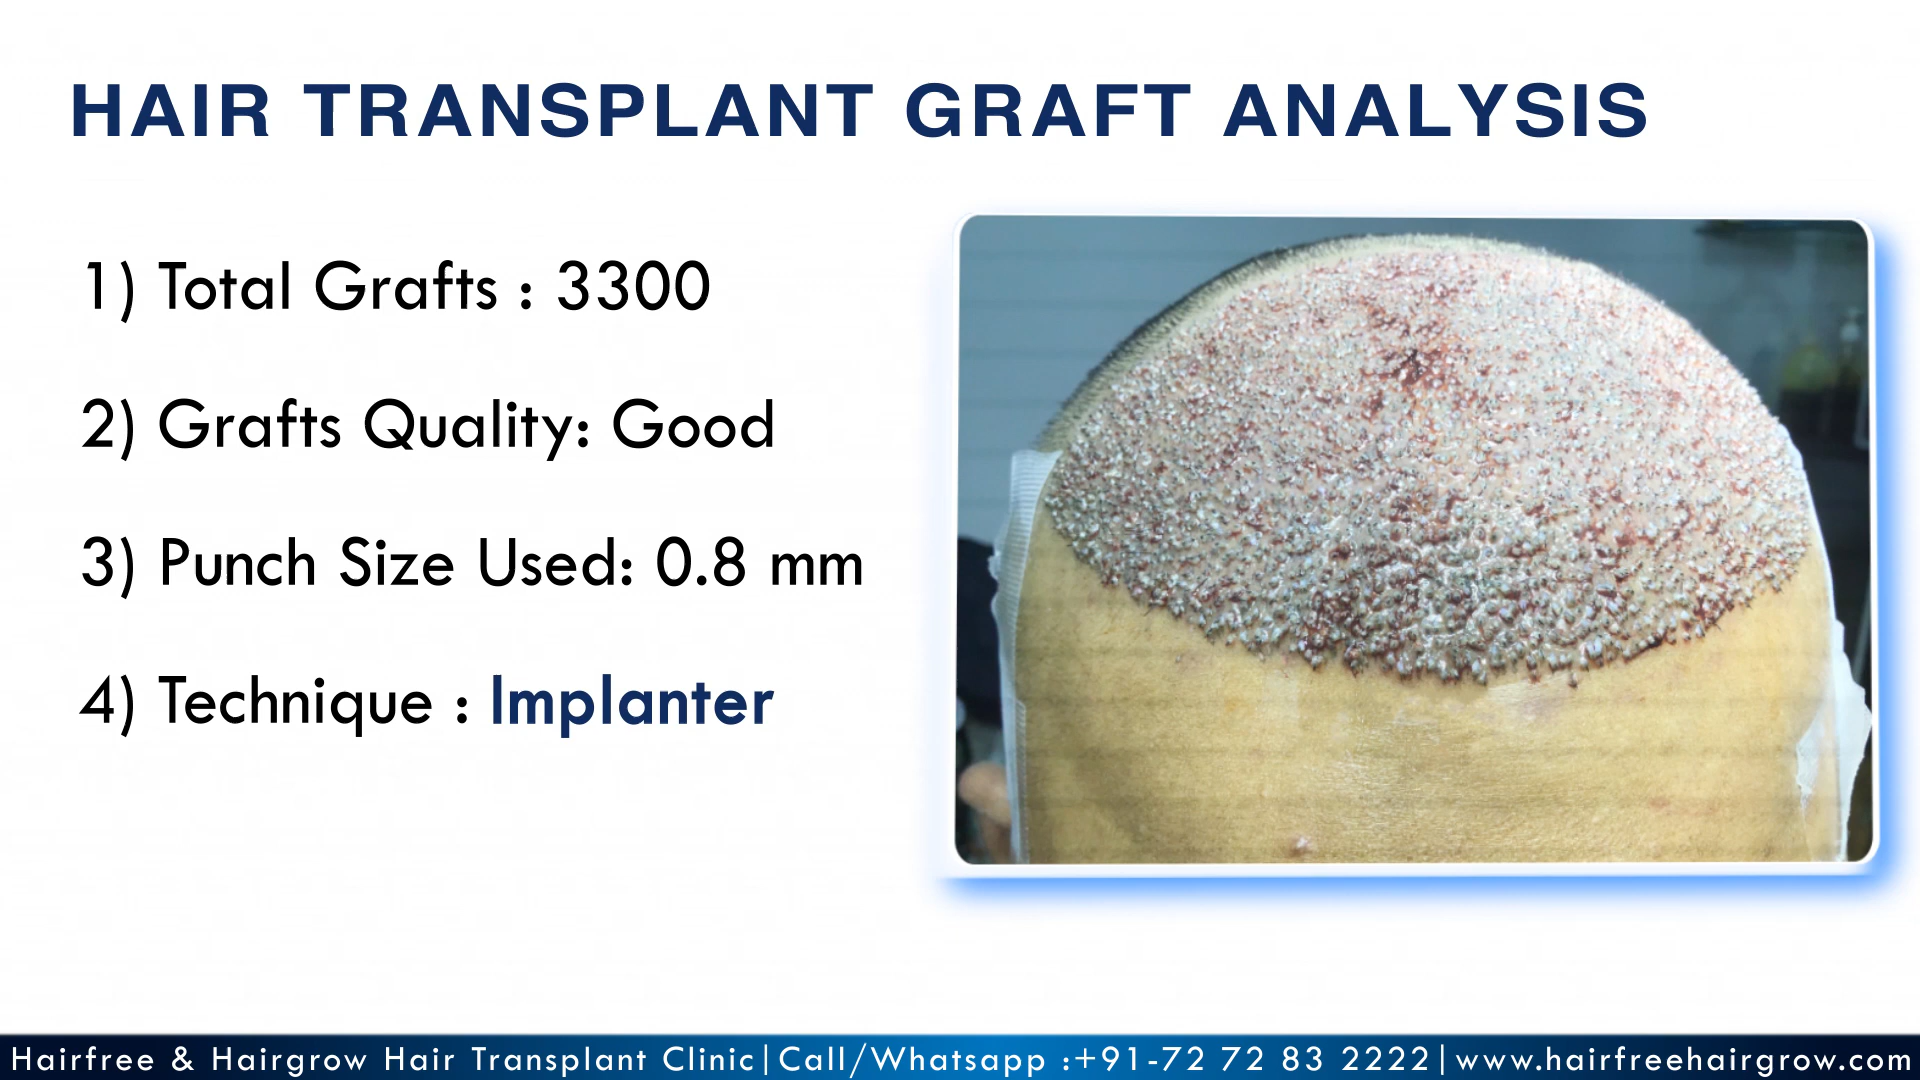 HAIR TRANSPLANT GRAFT ANALYSIS
1) Total Grafts : 3300
2) Grafts Quality: Good
3) Punch Size Used: 0.8 mm
4) Technique : Implanter
Hairfree & Hairgrow Hair Transplant Clinic|Call/Whatsapp :+91-72 72 83 2222|www.hairfreehairgrow.com